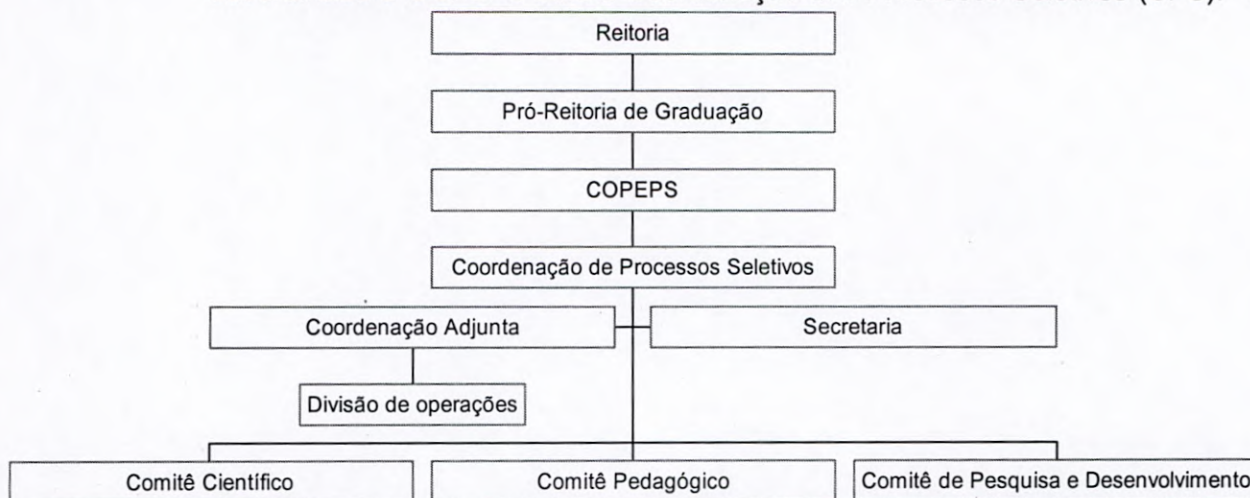 Reitoria
Pró-Reitoria de Graduação
COPEPS
Coordenação de Processos Seletivos
Coordenação Adjunta
Secretaria
Divisão de operações
Comitê Científico
Comitê Pedagógico
Comitê de Pesquisa e Desenvolvimento